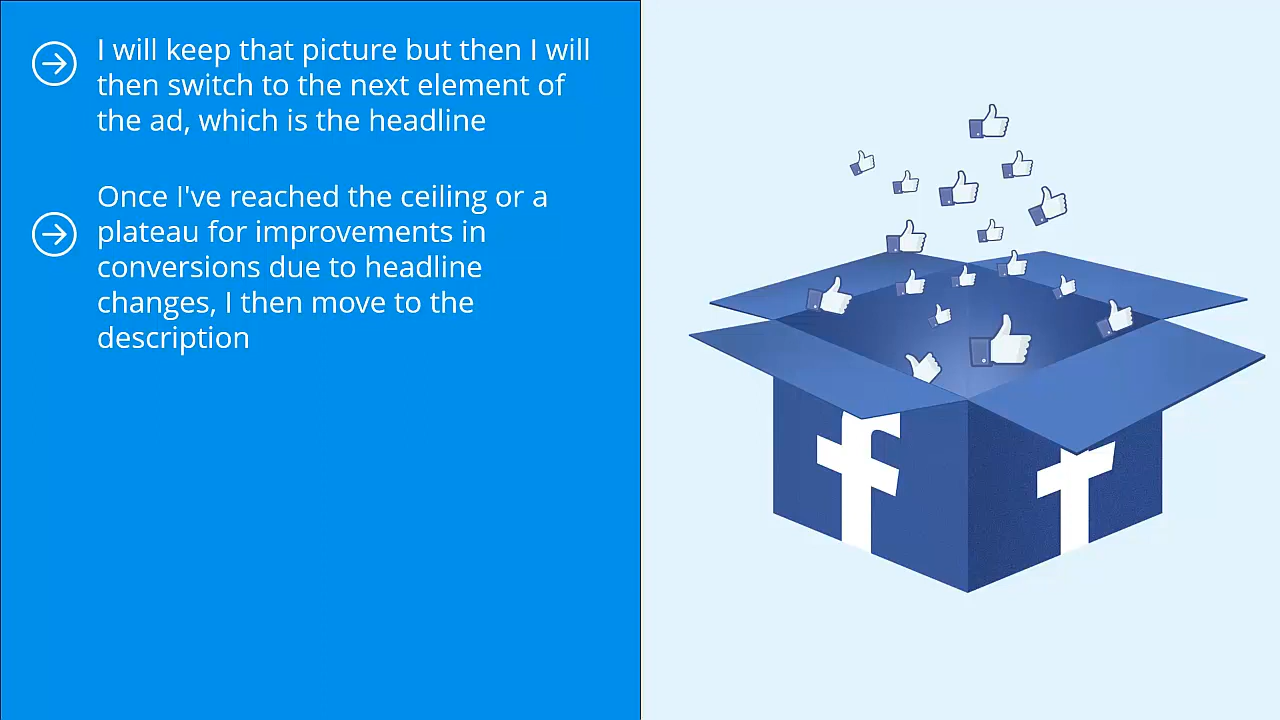 I will keep that picture but then I will
then switch to the next element of
the ad, which is the headline
Once I've reached the ceiling or a
plateau for improvements in
conversions due to headline
changes, I then move to the
description